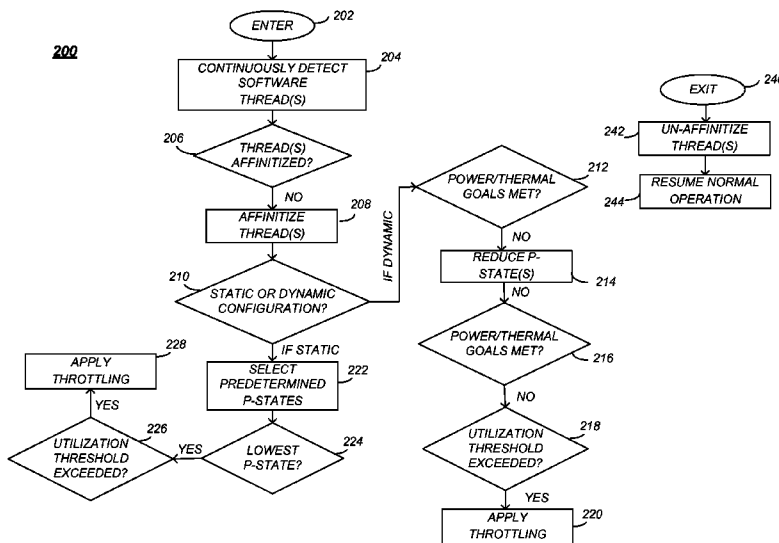 200
ENTER
202
CONTINUOUSLY DETECT
SOFTWARE
THREAD(S)
204
THREAD(S)
AFFINITIZED?
206
NO
AFFINITIZE
THREAD(S)
208
STATIC OR DYNAMIC
CONFIGURATION?
210
IF DYNAMIC
IF STATIC
SELECT
PREDETERMINED
P-STATES
222
LOWEST
P-STATE?
224
YES
UTILIZATION
THRESHOLD
EXCEEDED?
226
YES
APPLY
THROTTLING
228
POWER/THERMAL
GOALS MET?
212
NO
REDUCE P-
STATE(S)
214
NO
POWER/THERMAL
GOALS MET?
216
NO
UTILIZATION
THRESHOLD
EXCEEDED?
218
YES
APPLY
THROTTLING
220
EXIT
UN-AFFINITIZE
THREAD(S)
242
RESUME NORMAL
OPERATION
244